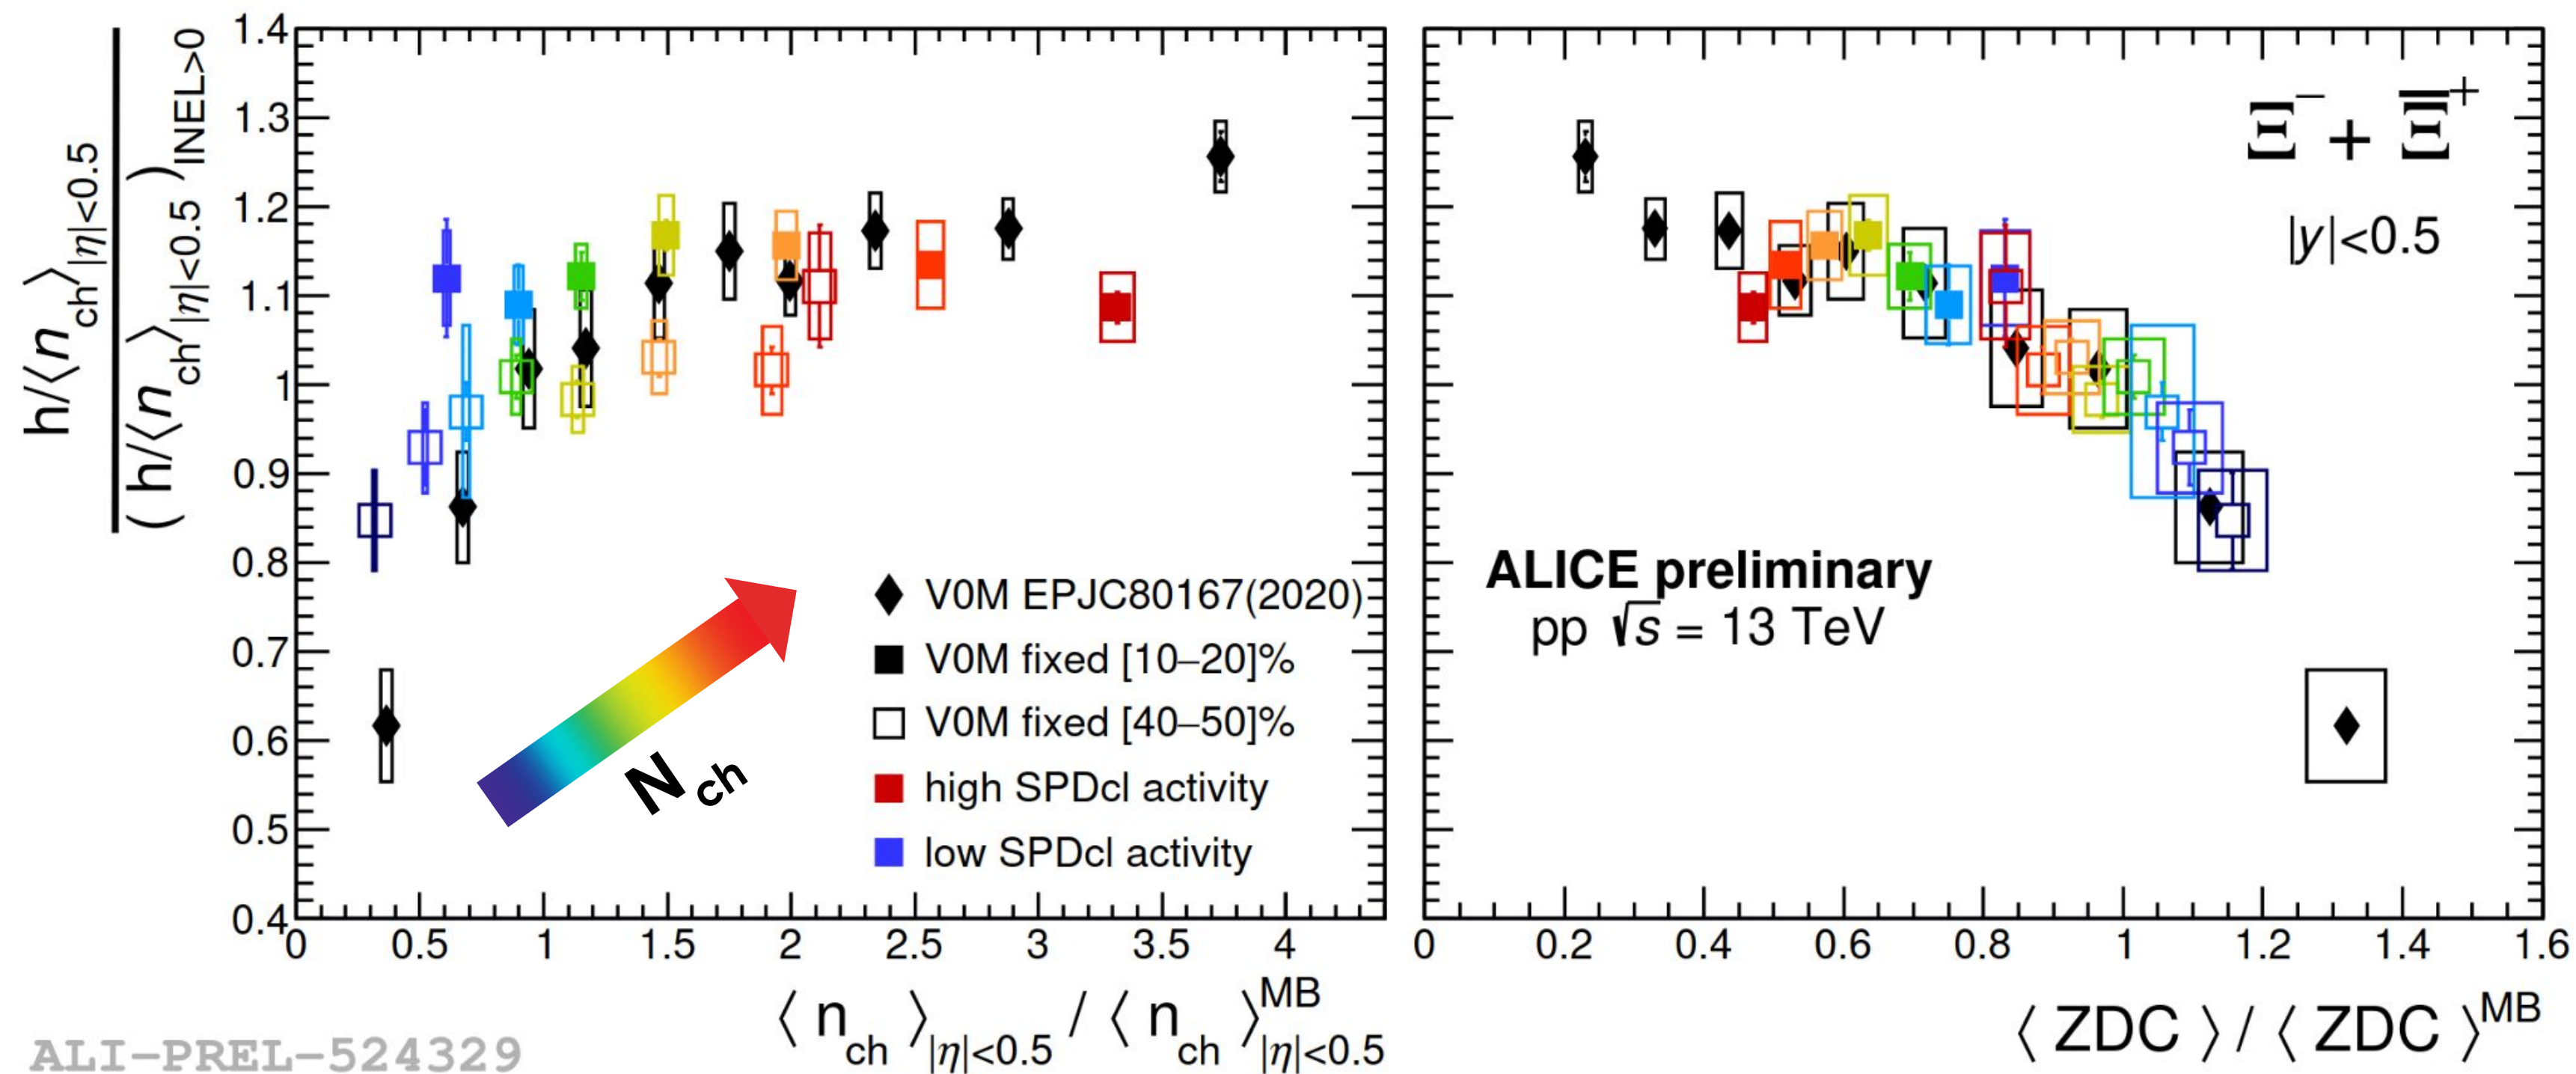 h/⟨n_ch⟩_|η|<0.5
( h/⟨n_ch⟩_|η|<0.5 )_INEL>0
1.4
1.3
1.2
1.1
1
0.9
0.8
0.7
0.6
0.5
0.4
N_ch
◆ V0M EPJC80167(2020)
■ V0M fixed [10–20]%
□ V0M fixed [40–50]%
■ high SPDcl activity
■ low SPDcl activity
0 0.5 1 1.5 2 2.5 3 3.5 4
⟨ n_ch ⟩_|η|<0.5 / ⟨ n_ch ⟩^MB_|η|<0.5
Ξ⁻ + Ξ̅⁺
|y|<0.5
ALICE preliminary
pp √s = 13 TeV
0 0.2 0.4 0.6 0.8 1 1.2 1.4 1.6
⟨ ZDC ⟩ / ⟨ ZDC ⟩^MB
ALI−PREL−524329